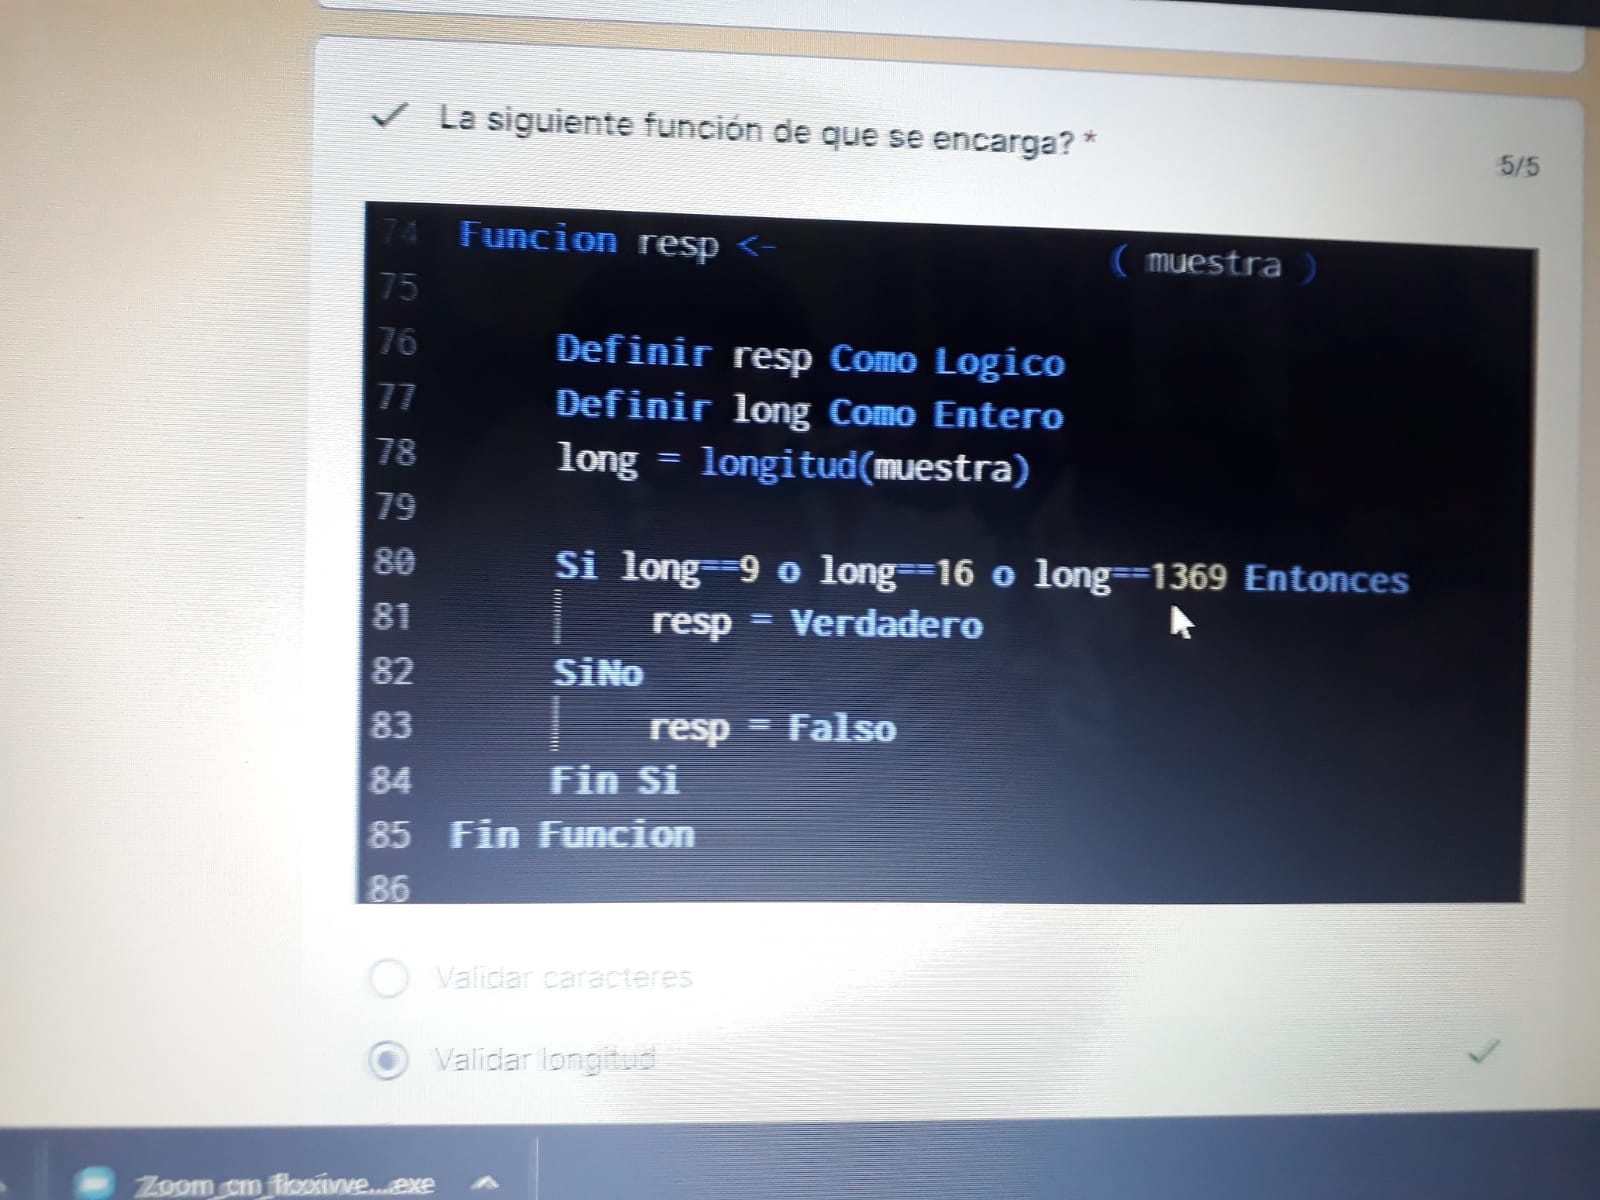 La siguiente función de que se encarga? *
5/5
74 Funcion resp <- ( muestra )
75
76 Definir resp Como Logico
77 Definir long Como Entero
78 long = longitud(muestra)
79
80 Si long==9 o long==16 o long==1369 Entonces
81 resp = Verdadero
82 SiNo
83 resp = Falso
84 Fin Si
85 Fin Funcion
86
Validar caracteres
Validar longitud
Zoom_cm_